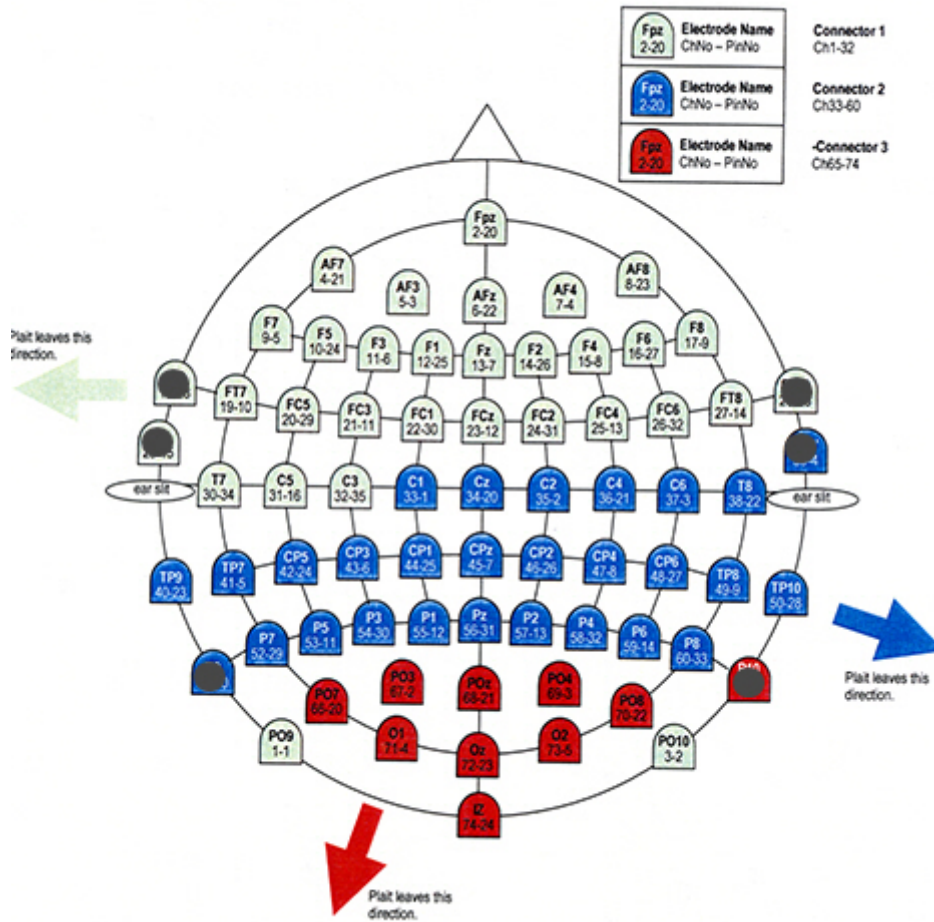 Fpz
2-20
Electrode Name
ChNo – PinNo
Connector 1
Ch1-32
Fpz
2-20
Electrode Name
ChNo – PinNo
Connector 2
Ch33-60
Fpz
2-20
Electrode Name
ChNo – PinNo
-Connector 3
Ch65-74
Fpz
2-20
AF7
4-21
AF3
5-3
AFz
6-22
AF4
7-4
AF8
8-23
Plait leaves this
direction.
F7
9-5
F5
10-24
F3
11-6
F1
12-25
Fz
13-7
F2
14-26
F4
15-8
F6
16-27
F8
17-9
FT7
19-10
FC5
20-29
FC3
21-11
FC1
22-30
FCz
23-12
FC2
24-31
FC4
25-13
FC6
26-32
FT8
27-14
ear slit
T7
30-34
C5
31-16
C3
32-35
C1
33-1
Cz
34-20
C2
35-2
C4
36-21
C6
37-3
T8
38-22
ear slit
TP9
40-23
TP7
41-5
CP5
42-24
CP3
43-6
CP1
44-25
CPz
45-7
CP2
46-26
CP4
47-8
CP6
48-27
TP8
49-9
TP10
50-28
P7
52-29
P5
53-11
P3
54-30
P1
55-12
Pz
56-31
P2
57-13
P4
58-32
P6
59-14
P8
60-33
Plait leaves this
direction.
PO7
66-20
PO3
67-2
POz
68-21
PO4
69-3
PO8
70-22
PO9
1-1
O1
71-4
Oz
72-23
O2
73-5
PO10
3-2
IZ
74-24
Plait leaves this
direction.